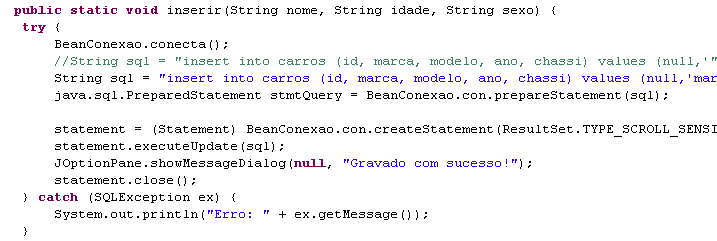 public static void inserir(String nome, String idade, String sexo) {
try {
BeanConexao.conecta();
//String sql = "insert into carros (id, marca, modelo, ano, chassi) values (null,'"
String sql = "insert into carros (id, marca, modelo, ano, chassi) values (null,'mar
java.sql.PreparedStatement stmtQuery = BeanConexao.con.prepareStatement(sql);
statement = (Statement) BeanConexao.con.createStatement(ResultSet.TYPE_SCROLL_SENSI
statement.executeUpdate(sql);
JOptionPane.showMessageDialog(null, "Gravado com sucesso!");
statement.close();
} catch (SQLException ex) {
System.out.println("Erro: " + ex.getMessage());
}